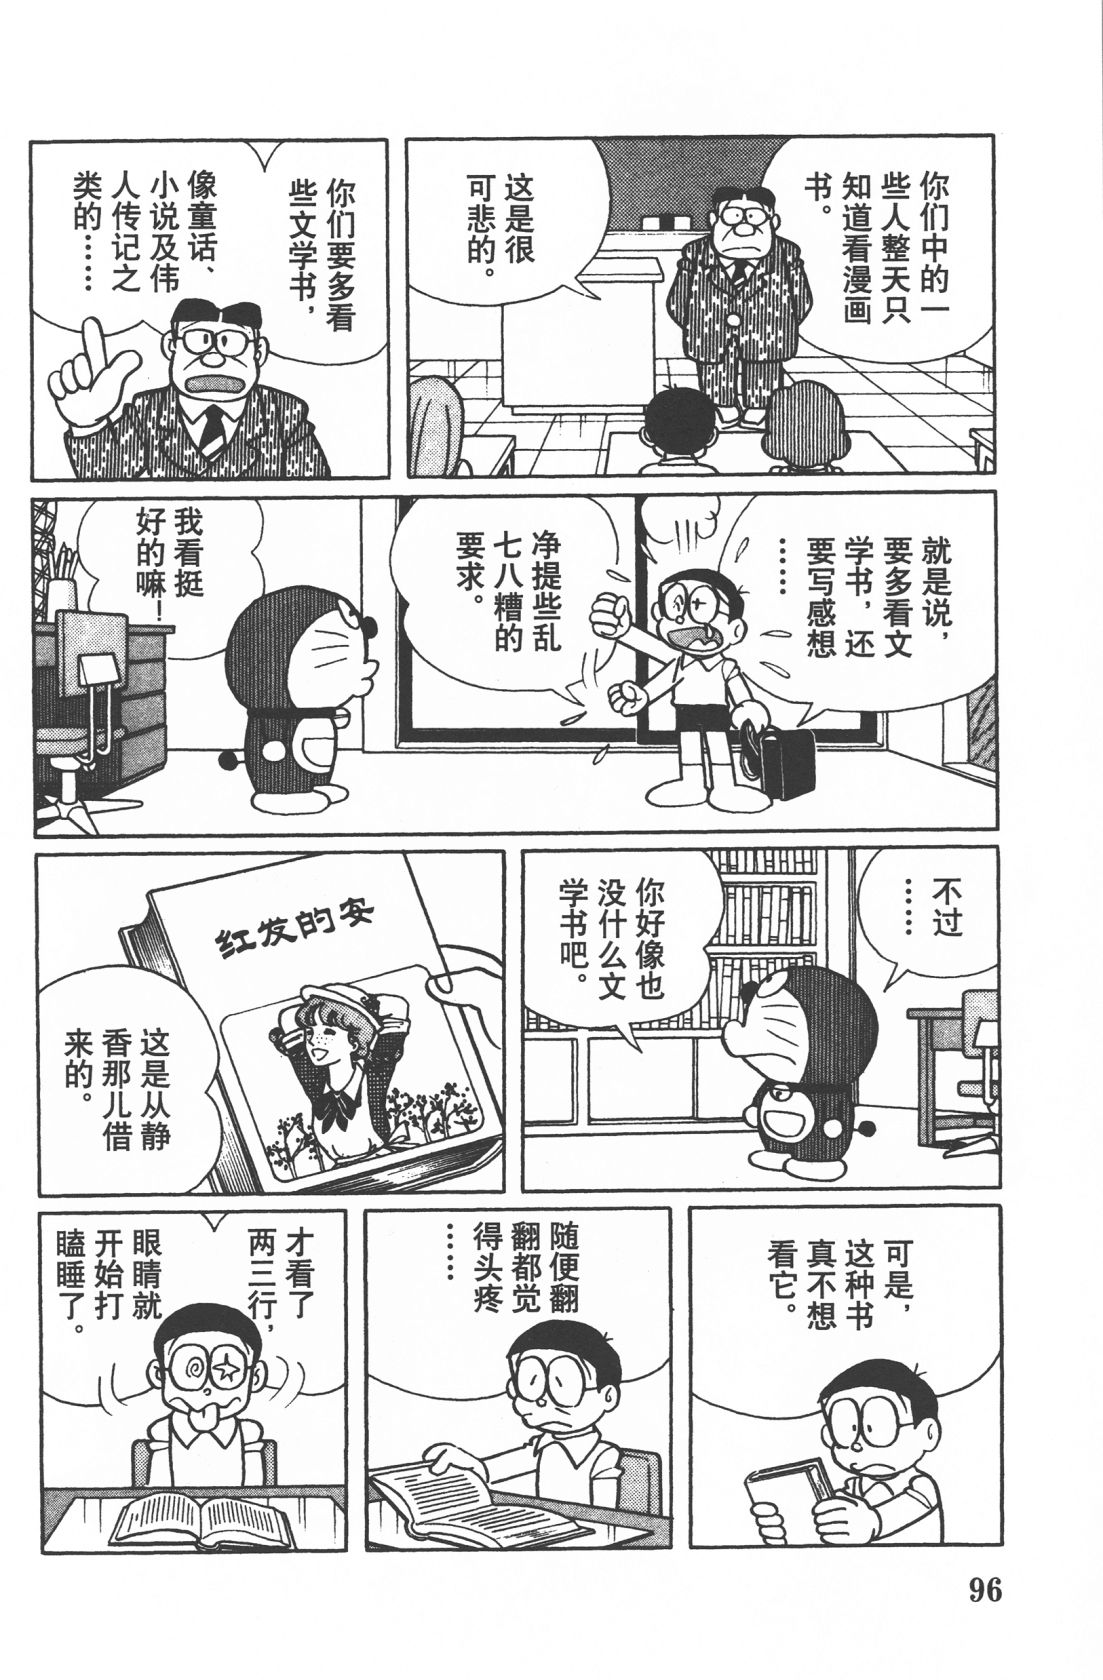 你们中的一
些人整天只
知道看漫画
书。
这是很
可悲的。
你们要多看
些文学书，
像童话、
小说及伟
人传记之
类的……
就是说，
要多看文
学书，还
要写感想
……
净提些乱
七八糟的
要求。
我看挺
好的嘛！
不过
……
你好像也
没什么文
学书吧。
红发的安
这是从静
香那儿借
来的。
可是，
这种书
真不想
看它。
随便翻
翻都觉
得头疼
……
才看了
两三行，
眼睛就
开始打
瞌睡了。
96